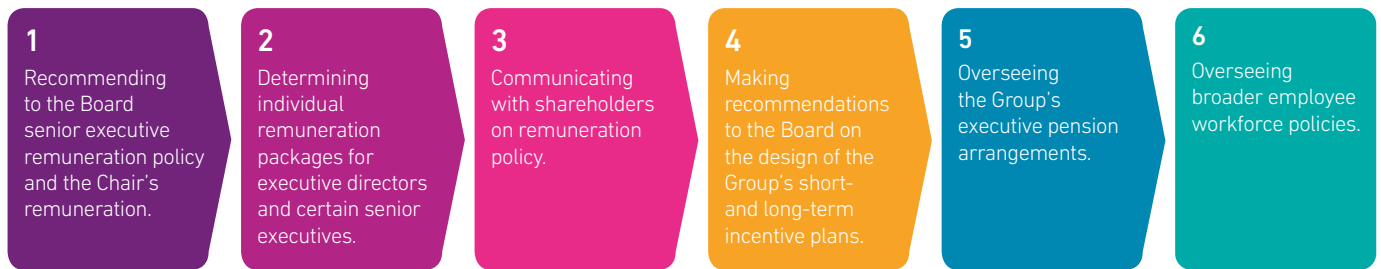 1
Recommending
to the Board
senior executive
remuneration policy
and the Chair's
remuneration.
2
Determining
individual
remuneration
packages for
executive directors
and certain senior
executives.
3
Communicating
with shareholders
on remuneration
policy.
4
Making
recommendations
to the Board on
the design of the
Group's short-
and long-term
incentive plans.
5
Overseeing
the Group's
executive pension
arrangements.
6
Overseeing
broader employee
workforce policies.